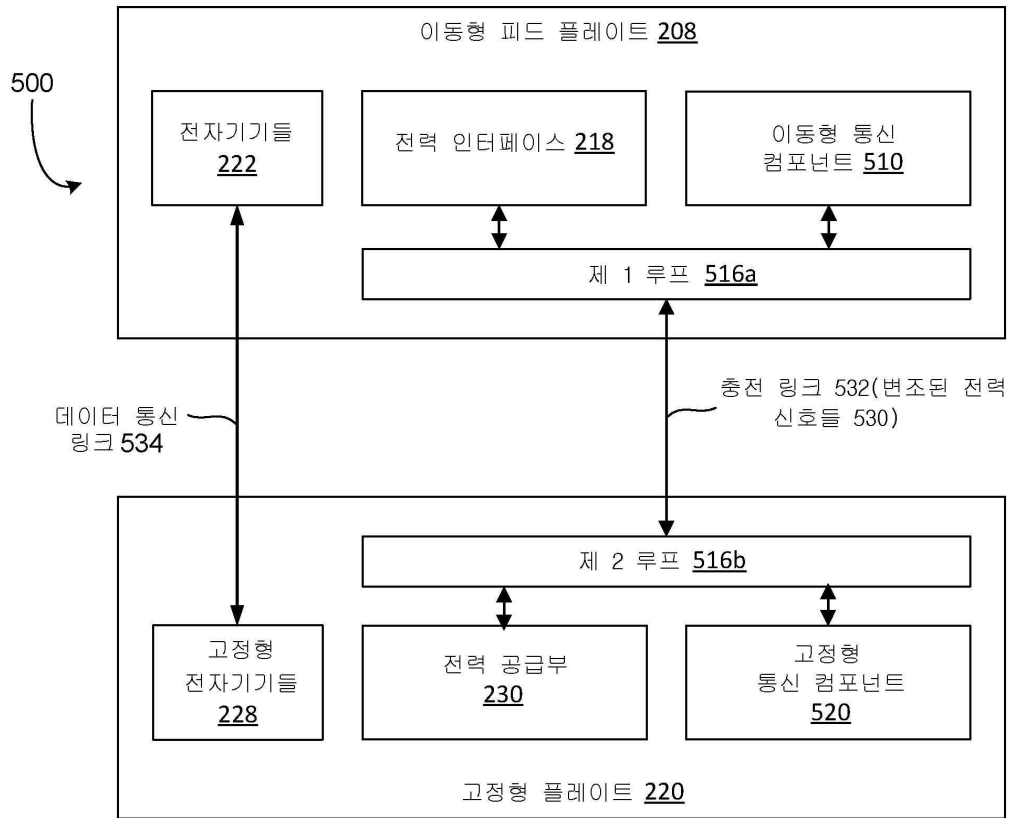 이동형 피드 플레이트 208
500
전자기기들
222
전력 인터페이스 218
이동형 통신
컴포넌트 510
제 1 루프 516a
데이터 통신
링크 534
충전 링크 532(변조된 전력
신호들 530)
제 2 루프 516b
고정형
전자기기들
228
전력 공급부
230
고정형
통신 컴포넌트
520
고정형 플레이트 220